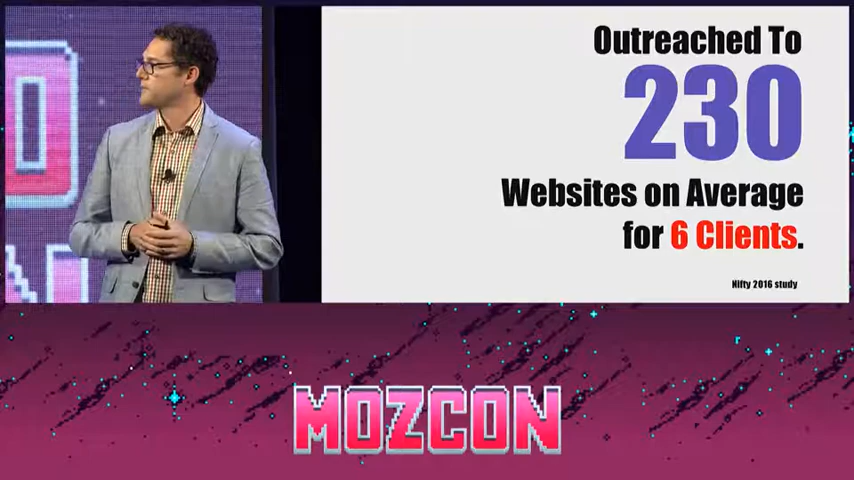 Outreached To
230
Websites on Average
for 6 Clients.
Nifty 2016 study
MOZCON